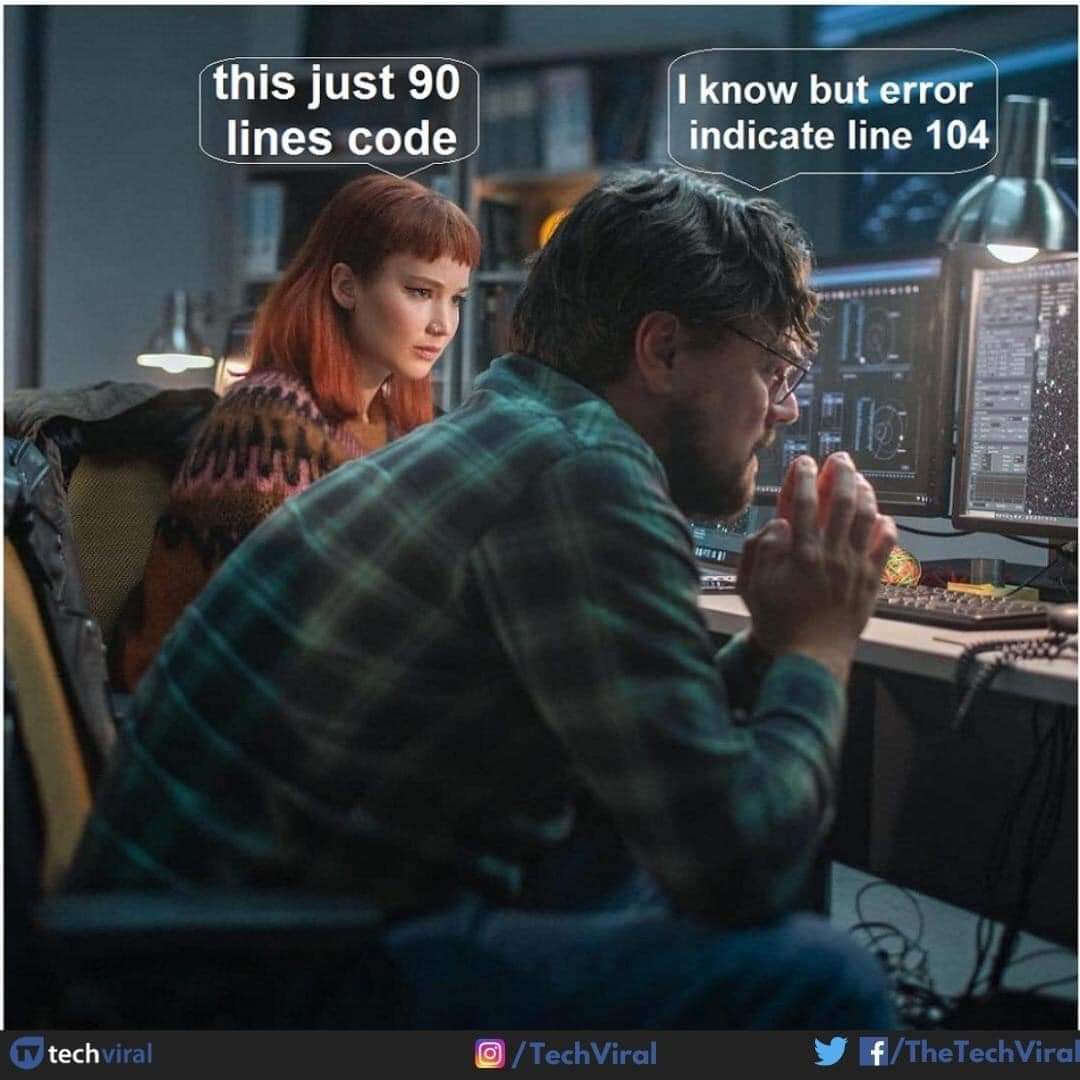 this just 90
lines code
I know but error
indicate line 104
techviral
/TechViral
/TheTechViral